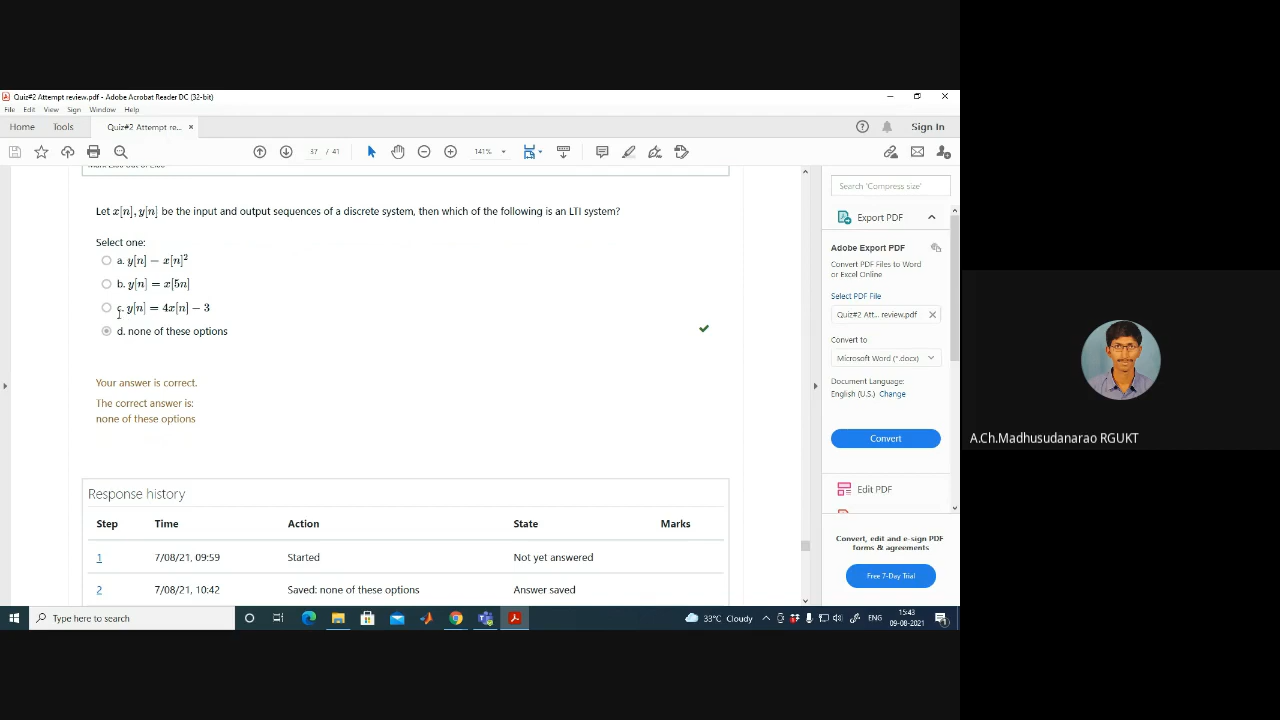 Quiz#2 Attempt review.pdf - Adobe Acrobat Reader DC (32-bit)
File Edit View Sign Window Help
Home Tools Quiz#2 Attempt re... × Sign In
37 / 41 141%
Let x[n], y[n] be the input and output sequences of a discrete system, then which of the following is an LTI system?
Select one:
a. y[n] − x[n]²
b. y[n] = x[5n]
c. y[n] = 4x[n] − 3
d. none of these options
Your answer is correct.
The correct answer is:
none of these options
Response history
Step Time Action State Marks
1 7/08/21, 09:59 Started Not yet answered
2 7/08/21, 10:42 Saved: none of these options Answer saved
Search 'Compress size'
Export PDF
Adobe Export PDF
Convert PDF Files to Word
or Excel Online
Select PDF File
Quiz#2 Att... review.pdf
Convert to
Microsoft Word (*.docx)
Document Language:
English (U.S.) Change
Convert
Edit PDF
Convert, edit and e-sign PDF
forms & agreements
Free 7-Day Trial
Type here to search
33°C Cloudy ENG 15:43
09-08-2021
A.Ch.Madhusudanarao RGUKT